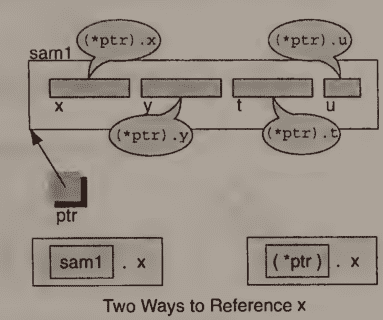 (*ptr).x (*ptr).u
sam1
x y t u
(*ptr).y (*ptr).t
ptr
sam1 . x (*ptr) . x
Two Ways to Reference x